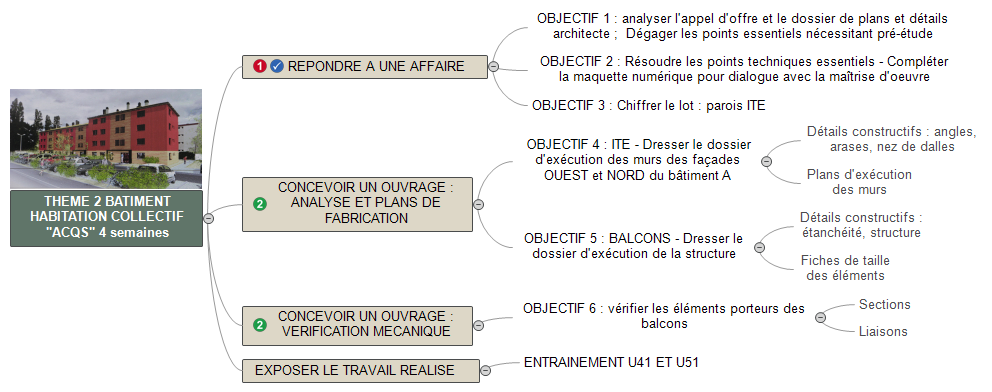 THEME 2 BATIMENT
HABITATION COLLECTIF
"ACQS" 4 semaines
1 REPONDRE A UNE AFFAIRE
OBJECTIF 1 : analyser l'appel d'offre et le dossier de plans et détails
architecte ; Dégager les points essentiels nécessitant pré-étude
OBJECTIF 2 : Résoudre les points techniques essentiels - Compléter
la maquette numérique pour dialogue avec la maîtrise d'oeuvre
OBJECTIF 3 : Chiffrer le lot : parois ITE
2 CONCEVOIR UN OUVRAGE :
ANALYSE ET PLANS DE
FABRICATION
OBJECTIF 4 : ITE - Dresser le dossier
d'exécution des murs des façades
OUEST et NORD du bâtiment A
Détails constructifs : angles,
arases, nez de dalles
Plans d'exécution
des murs
OBJECTIF 5 : BALCONS - Dresser le
dossier d'exécution de la structure
Détails constructifs :
étanchéité, structure
Fiches de taille
des éléments
2 CONCEVOIR UN OUVRAGE :
VERIFICATION MECANIQUE
OBJECTIF 6 : vérifier les éléments porteurs des
balcons
Sections
Liaisons
EXPOSER LE TRAVAIL REALISE
ENTRAINEMENT U41 ET U51